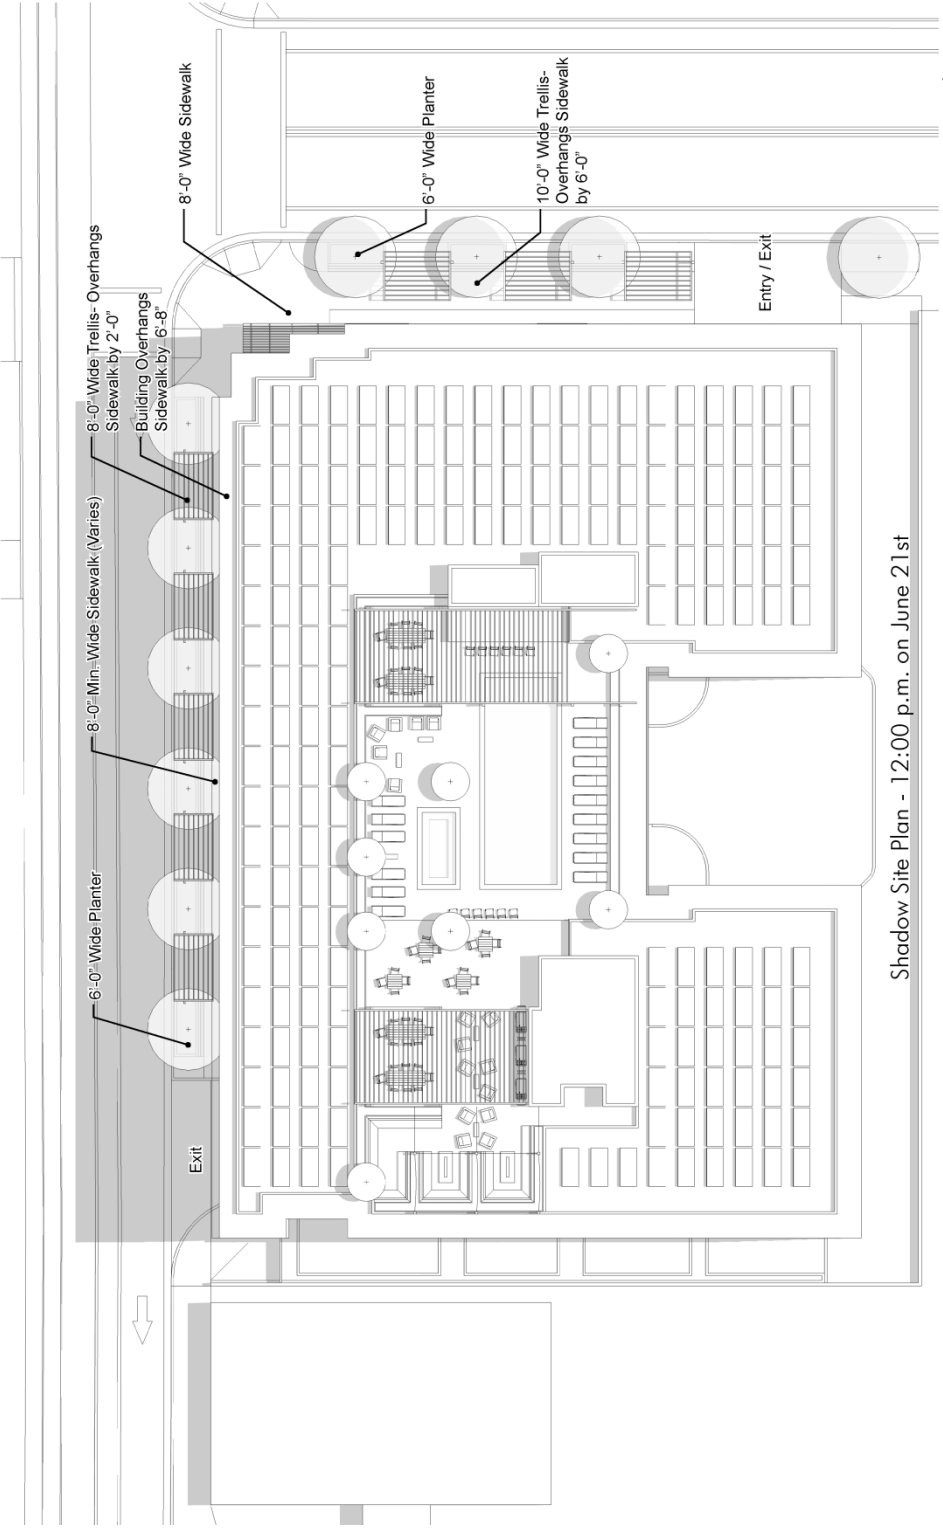 6'-0" Wide Planter
8'-0" Min. Wide Sidewalk (Varies)
8'-0" Wide Trellis- Overhangs
Sidewalk by 2'-0"
Building Overhangs
Sidewalk by 6'-8"
8'-0" Wide Sidewalk
6'-0" Wide Planter
10'-0" Wide Trellis-
Overhangs Sidewalk
by 6'-0"
Exit
Entry / Exit
Shadow Site Plan - 12:00 p.m. on June 21st